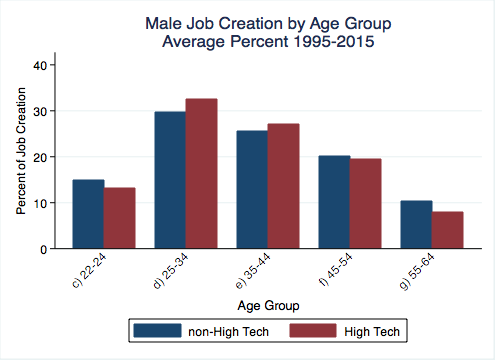 Male Job Creation by Age Group
Average Percent 1995-2015
Percent of Job Creation
40
30
20
10
0
c) 22-24
d) 25-34
e) 35-44
f) 45-54
g) 55-64
Age Group
non-High Tech
High Tech